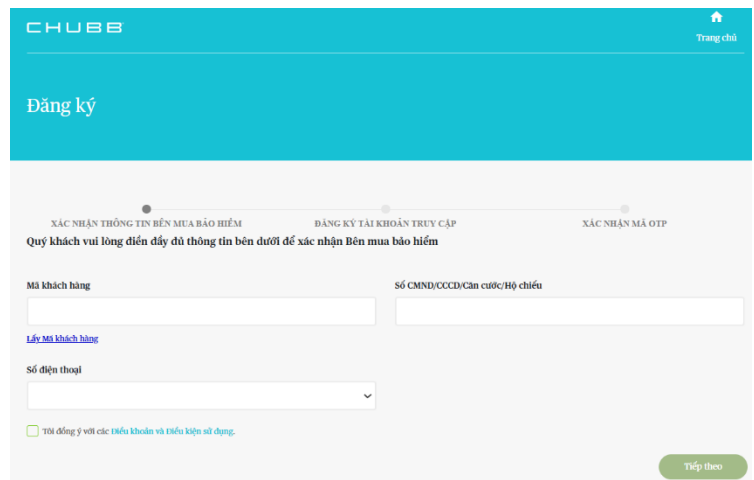 CHUBB
Trang chủ
Đăng ký
XÁC NHẬN THÔNG TIN BÊN MUA BẢO HIỂM
ĐĂNG KÝ TÀI KHOẢN TRUY CẬP
XÁC NHẬN MÃ OTP
Quý khách vui lòng điền đầy đủ thông tin bên dưới để xác nhận Bên mua bảo hiểm
Mã khách hàng
Số CMND/CCCD/Căn cước/Hộ chiếu
Lấy Mã khách hàng
Số điện thoại
Tôi đồng ý với các Điều khoản và Điều kiện sử dụng.
Tiếp theo